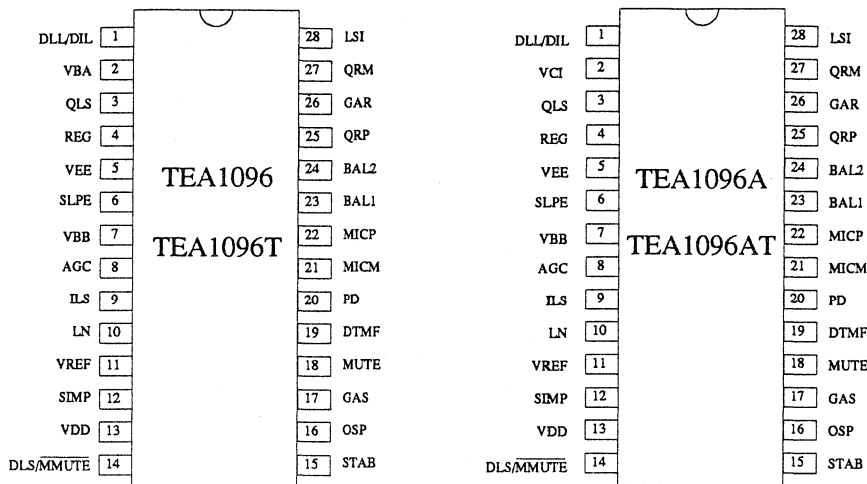 DLL/DIL 1 28 LSI
VBA 2 27 QRM
QLS 3 26 GAR
REG 4 25 QRP
VEE 5 24 BAL2
SLPE 6 23 BAL1
VBB 7 22 MICP
AGC 8 21 MICM
ILS 9 20 PD
LN 10 19 DTMF
VREF 11 18 MUTE
SIMP 12 17 GAS
VDD 13 16 OSP
DLS/MMUTE 14 15 STAB
TEA1096
TEA1096T
DLL/DIL 1 28 LSI
VCI 2 27 QRM
QLS 3 26 GAR
REG 4 25 QRP
VEE 5 24 BAL2
SLPE 6 23 BAL1
VBB 7 22 MICP
AGC 8 21 MICM
ILS 9 20 PD
LN 10 19 DTMF
VREF 11 18 MUTE
SIMP 12 17 GAS
VDD 13 16 OSP
DLS/MMUTE 14 15 STAB
TEA1096A
TEA1096AT